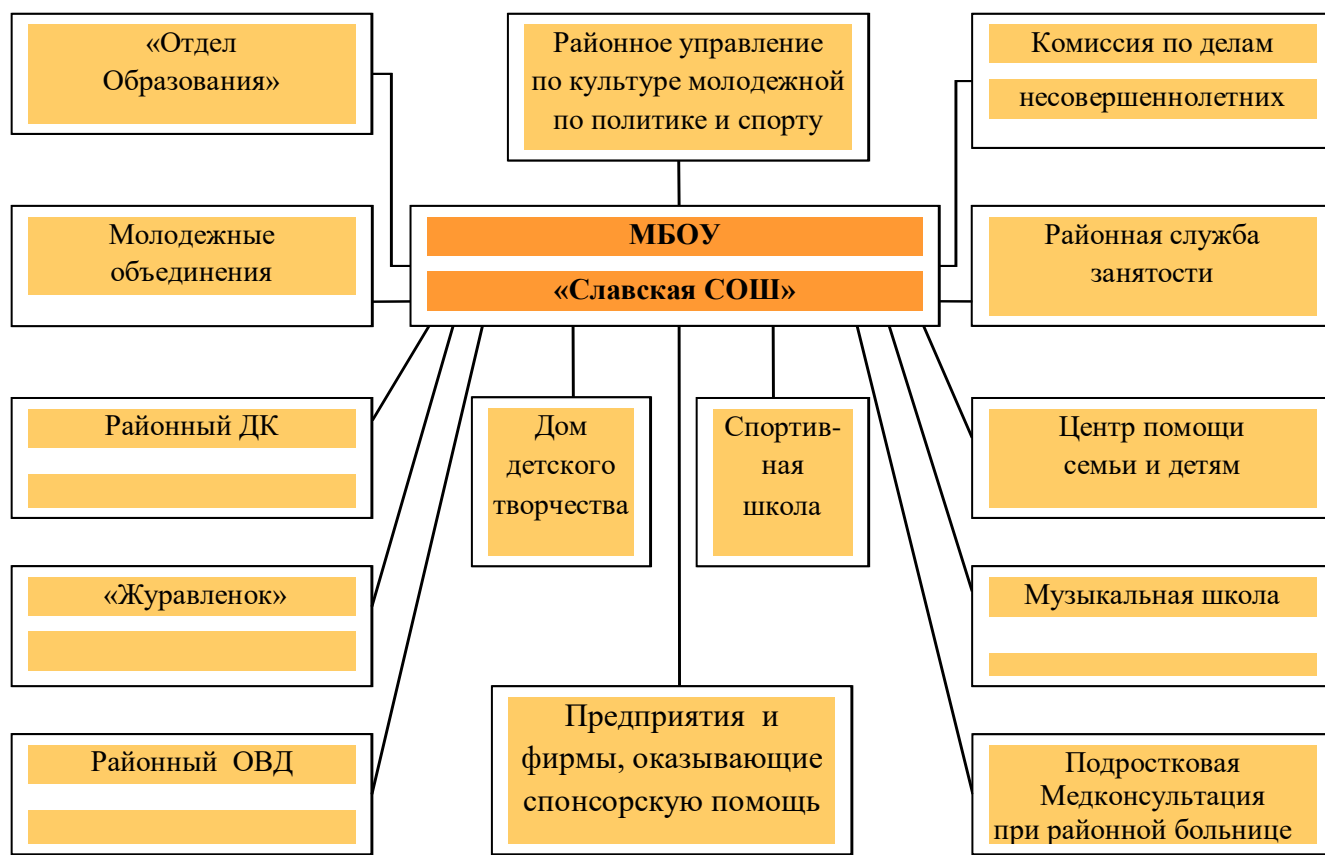 «Отдел
Образования»
Районное управление
по культуре молодежной
по политике и спорту
Комиссия по делам
несовершеннолетних
Молодежные
объединения
МБОУ
«Славская СОШ»
Районная служба
занятости
Районный ДК
Дом
детского
творчества
Спортив-
ная
школа
Центр помощи
семьи и детям
«Журавленок»
Музыкальная школа
Районный ОВД
Предприятия и
фирмы, оказывающие
спонсорскую помощь
Подростковая
Медконсультация
при районной больнице